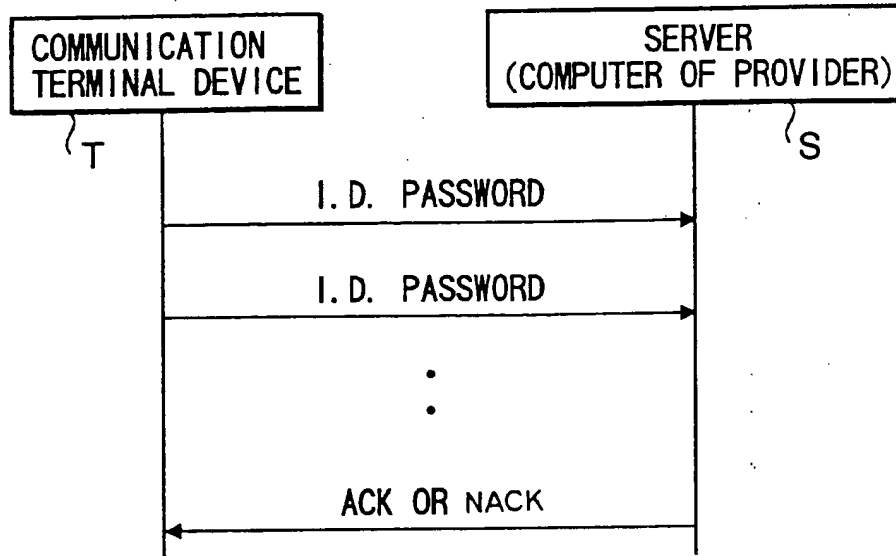 COMMUNICATION
TERMINAL DEVICE
SERVER
(COMPUTER OF PROVIDER)
T
S
I.D. PASSWORD
I.D. PASSWORD
ACK OR NACK